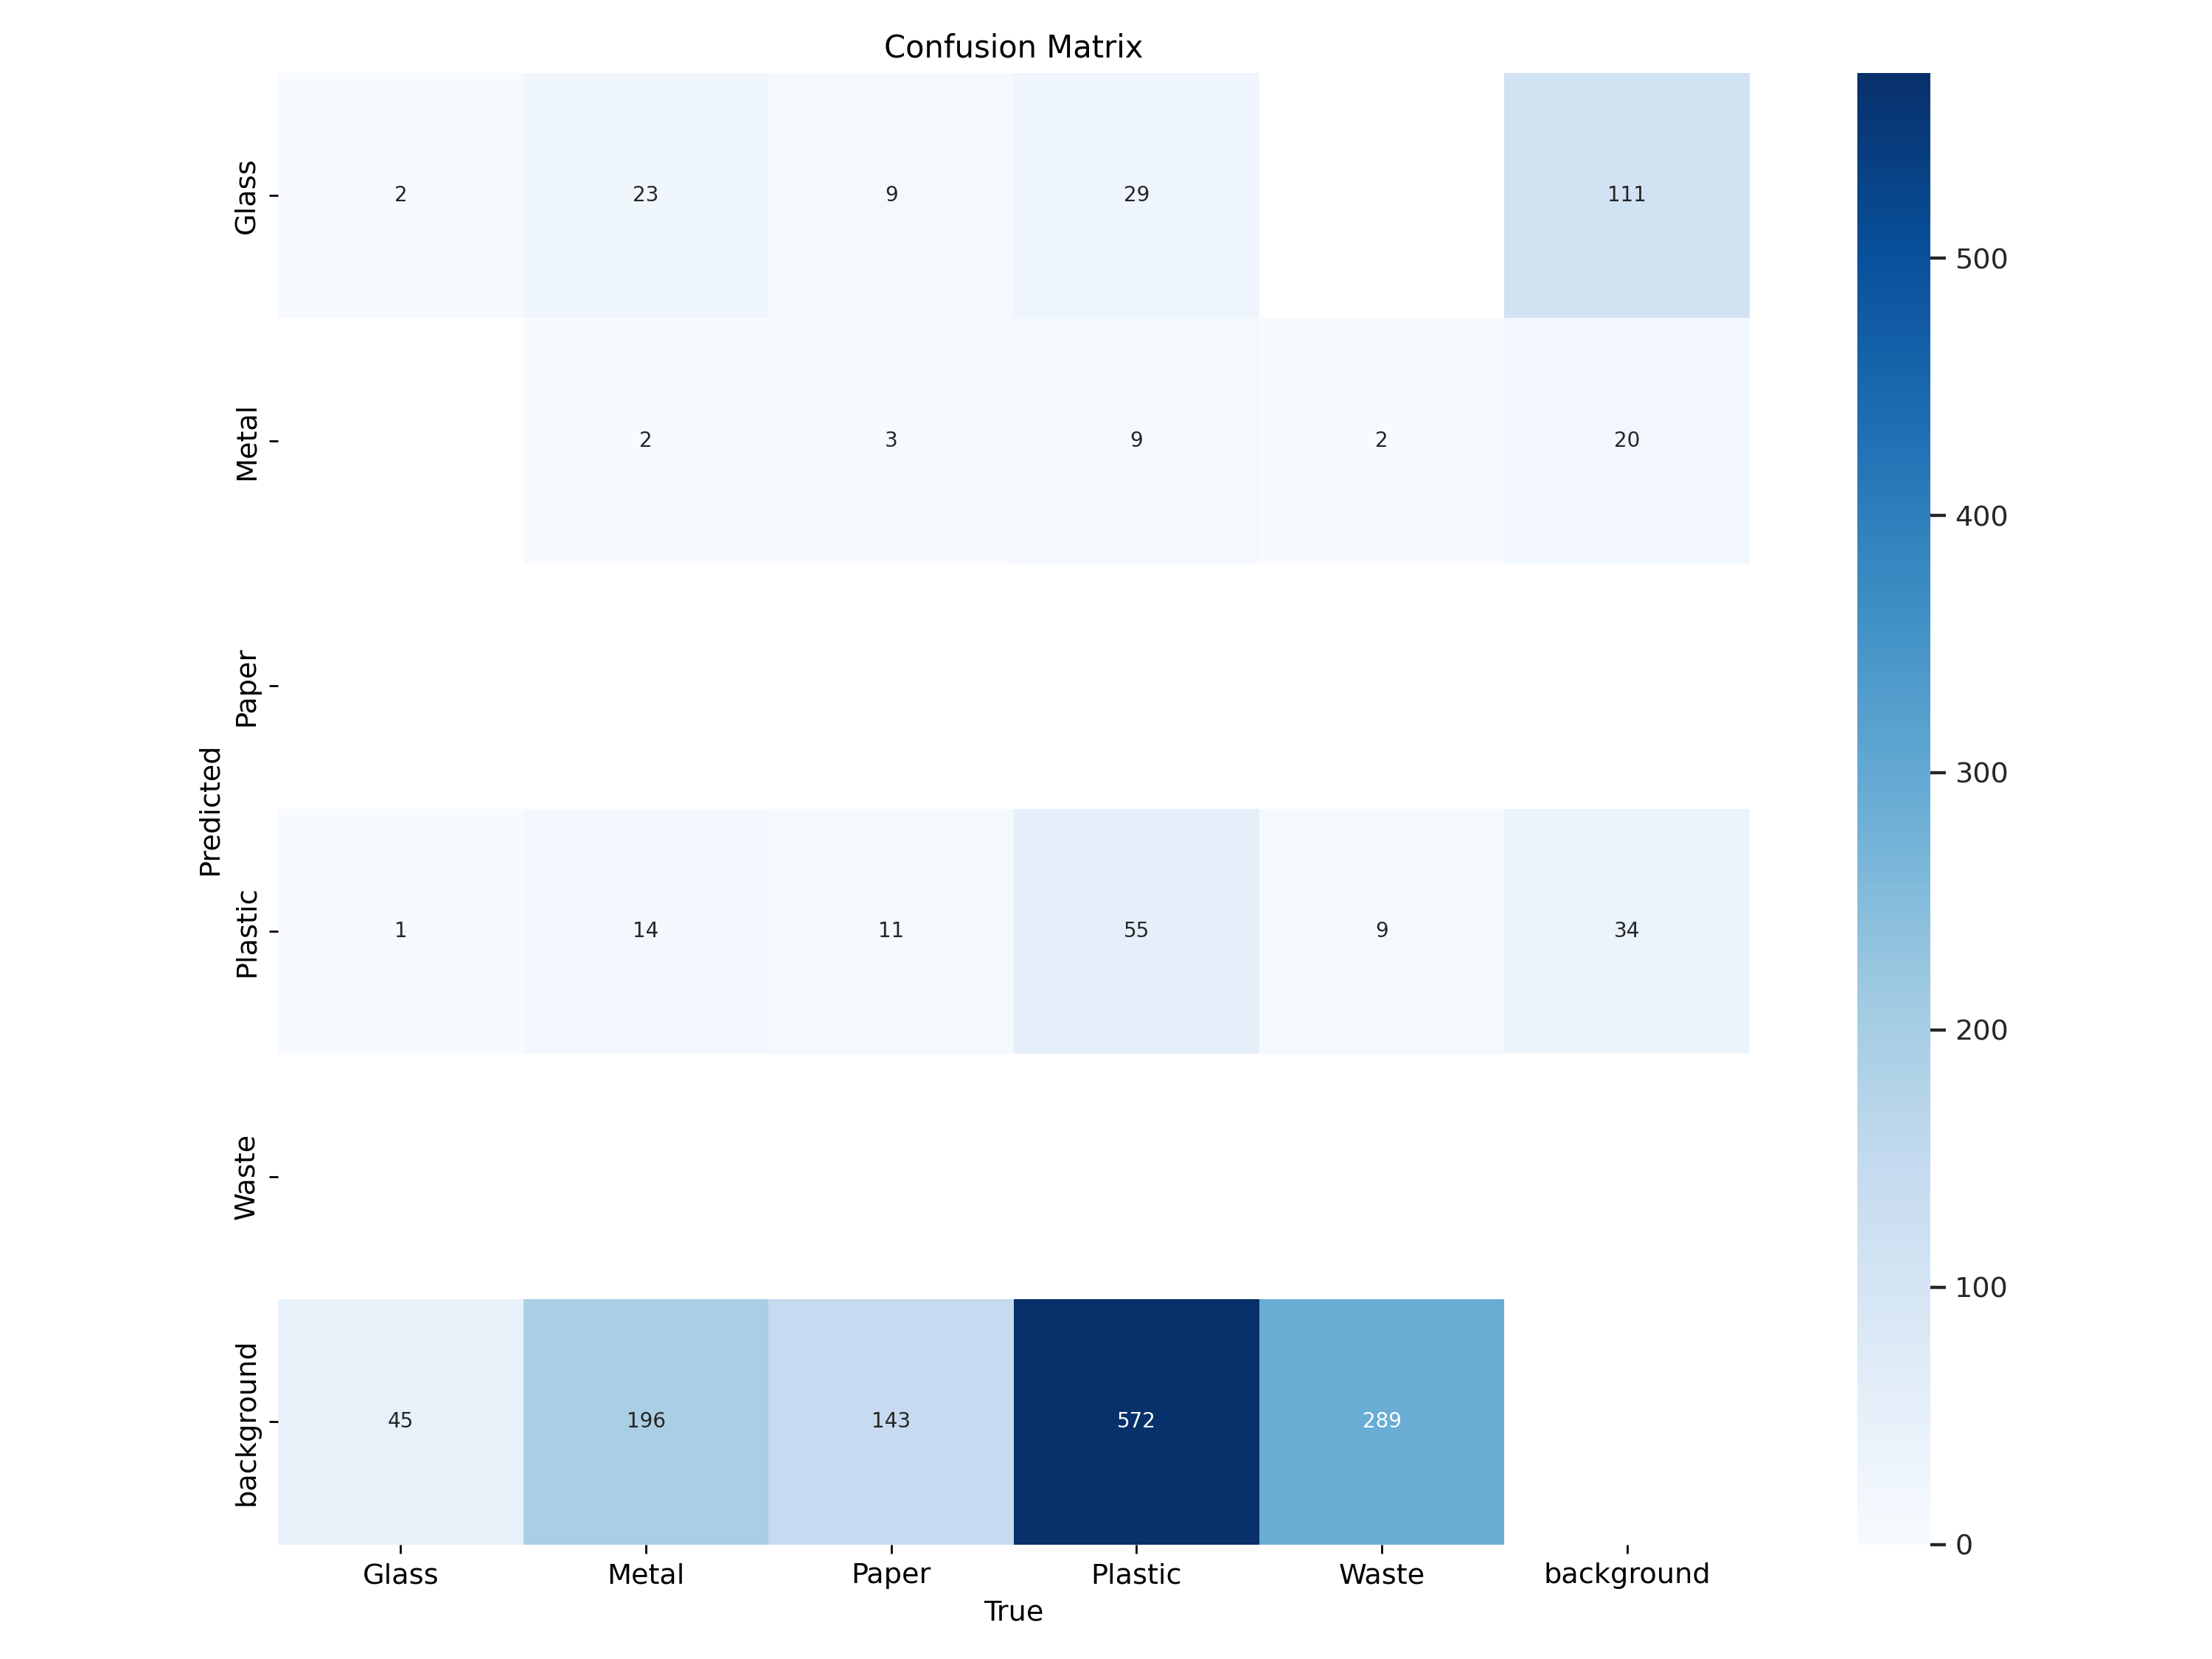 Confusion Matrix
Predicted
Glass
2 23 9 29 111
Metal
2 3 9 2 20
Paper
Plastic
1 14 11 55 9 34
Waste
background
45 196 143 572 289
Glass Metal Paper Plastic Waste background
True
500
400
300
200
100
0